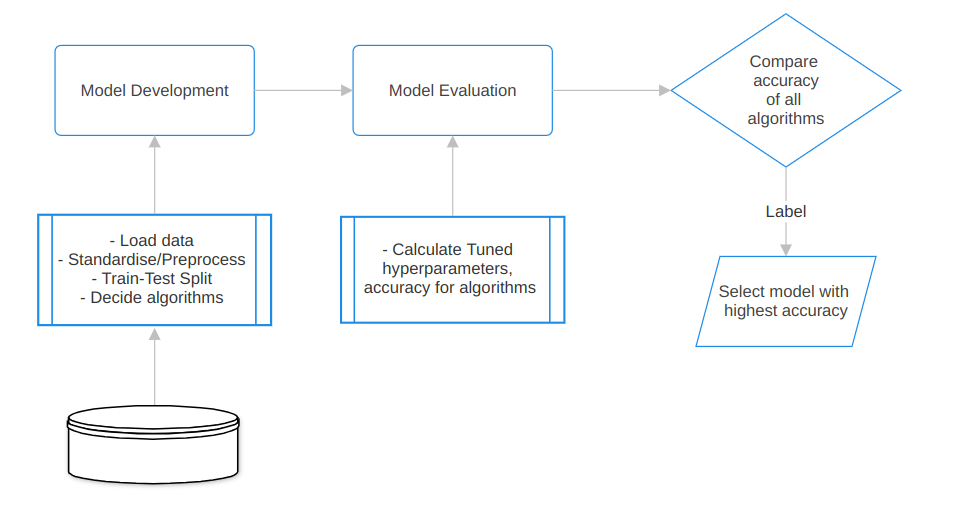 Model Development
Model Evaluation
Compare
accuracy
of all
algorithms
- Load data
- Standardise/Preprocess
- Train-Test Split
- Decide algorithms
- Calculate Tuned
hyperparameters,
accuracy for algorithms
Label
Select model with
highest accuracy